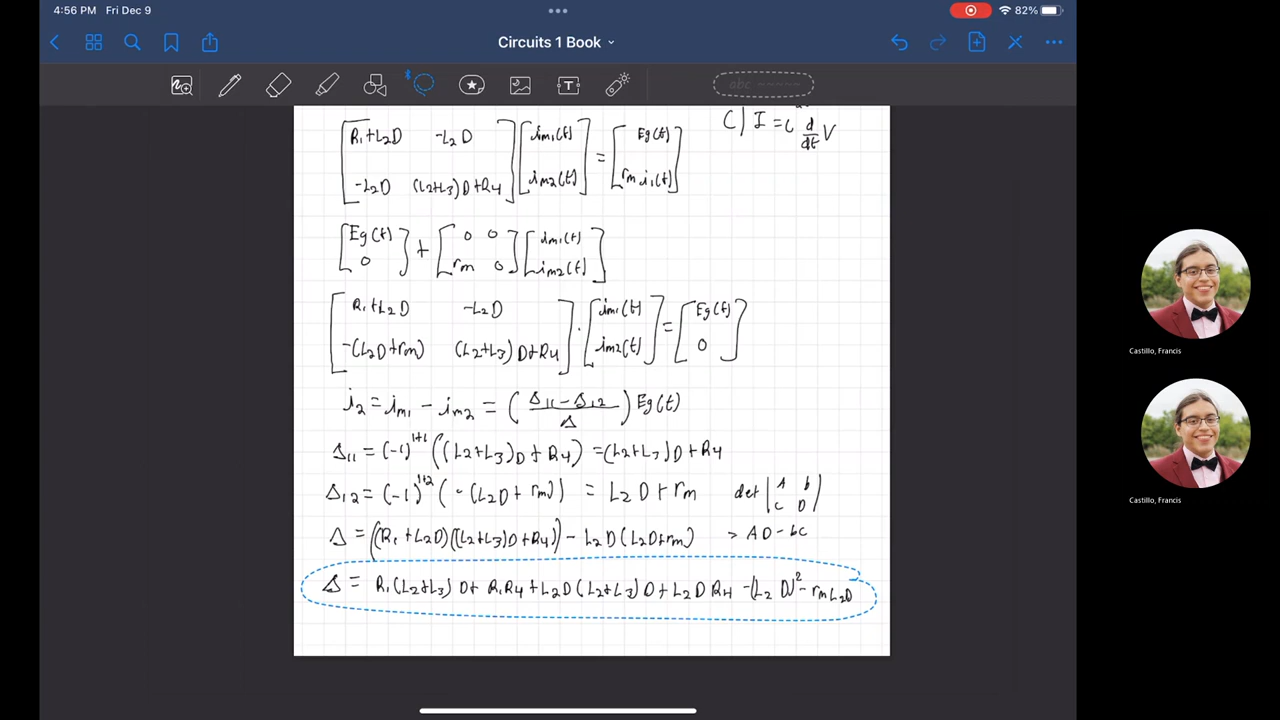 4:56 PM Fri Dec 9
82%
Circuits 1 Book
abc
C) I = C d/dt V
[R1+L2D -L2D] [im1(t)] = [Eg(t)]
[-L2D (L2+L3)D+R4] [im2(t)] [rm i1(t)]
[Eg(t)] + [0 0] [im1(t)]
[0] [rm 0] [im2(t)]
[R1+L2D -L2D] · [im1(t)] = [Eg(t)]
[-(L2D+rm) (L2+L3)D+R4] [im2(t)] [0]
i2 = im1 - im2 = (Δ11 - Δ12 / Δ) Eg(t)
Δ11 = (-1)^1+1 ((L2+L3)D + R4) = (L2+L3)D + R4
Δ12 = (-1)^1+2 (-(L2D + rm)) = L2D + rm
det |A b|
|C D|
Δ = ((R1+L2D)((L2+L3)D+R4)) - L2D(L2D+rm)
= AD - bC
Δ = R1(L2+L3)D + R1R4 + L2D(L2+L3)D + L2DR4 - (L2D)² - rmL2D
Castillo, Francis
Castillo, Francis